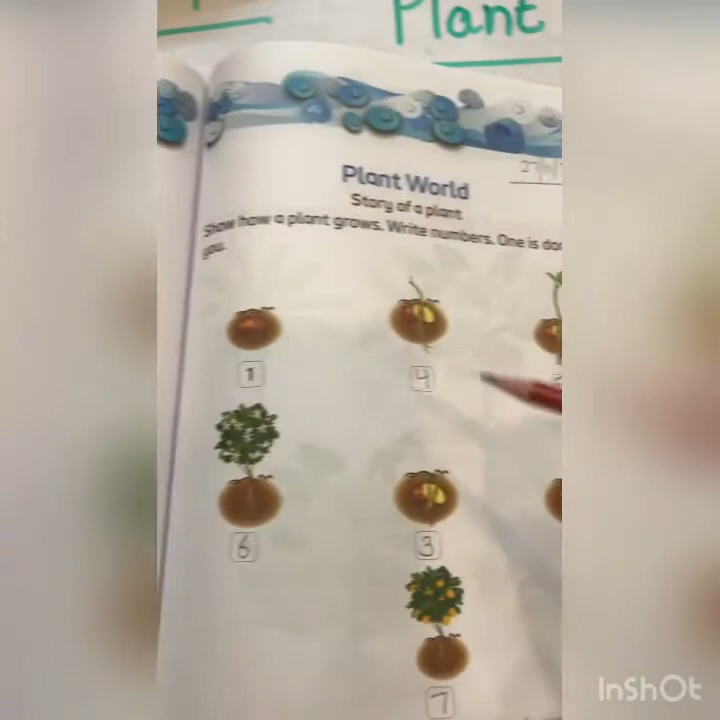 Plant
27
Plant World
Story of a plant
Show how a plant grows. Write numbers. One is do
you.
1
4
6
3
7
InShOt